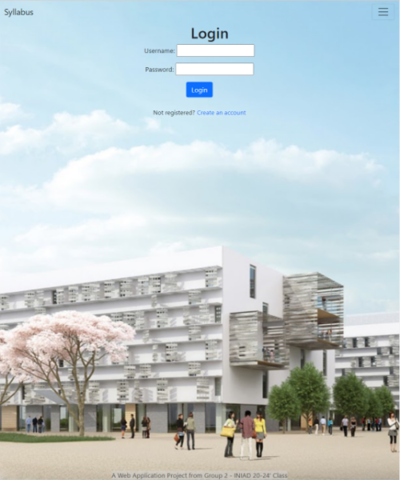 Syllabus
Login
Username:
Password:
Login
Not registered? Create an account
A Web Application Project from Group 2 - INIAD 20-24' Class